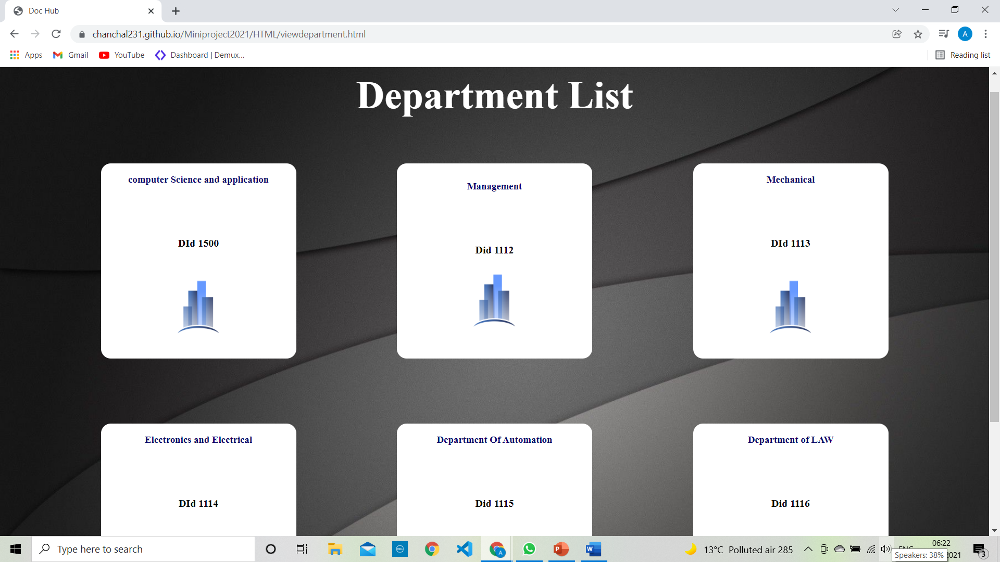 Doc Hub
chanchal231.github.io/Miniproject2021/HTML/viewdepartment.html
A
Apps
Gmail
YouTube
Dashboard | Demux...
Reading list
Department List
computer Science and application
DId 1500
Management
Did 1112
Mechanical
DId 1113
Electronics and Electrical
DId 1114
Department Of Automation
Did 1115
Department of LAW
Did 1116
Type here to search
DELL
A
P
W
13°C Polluted air 285
06:22
2021
3
Speakers: 38%